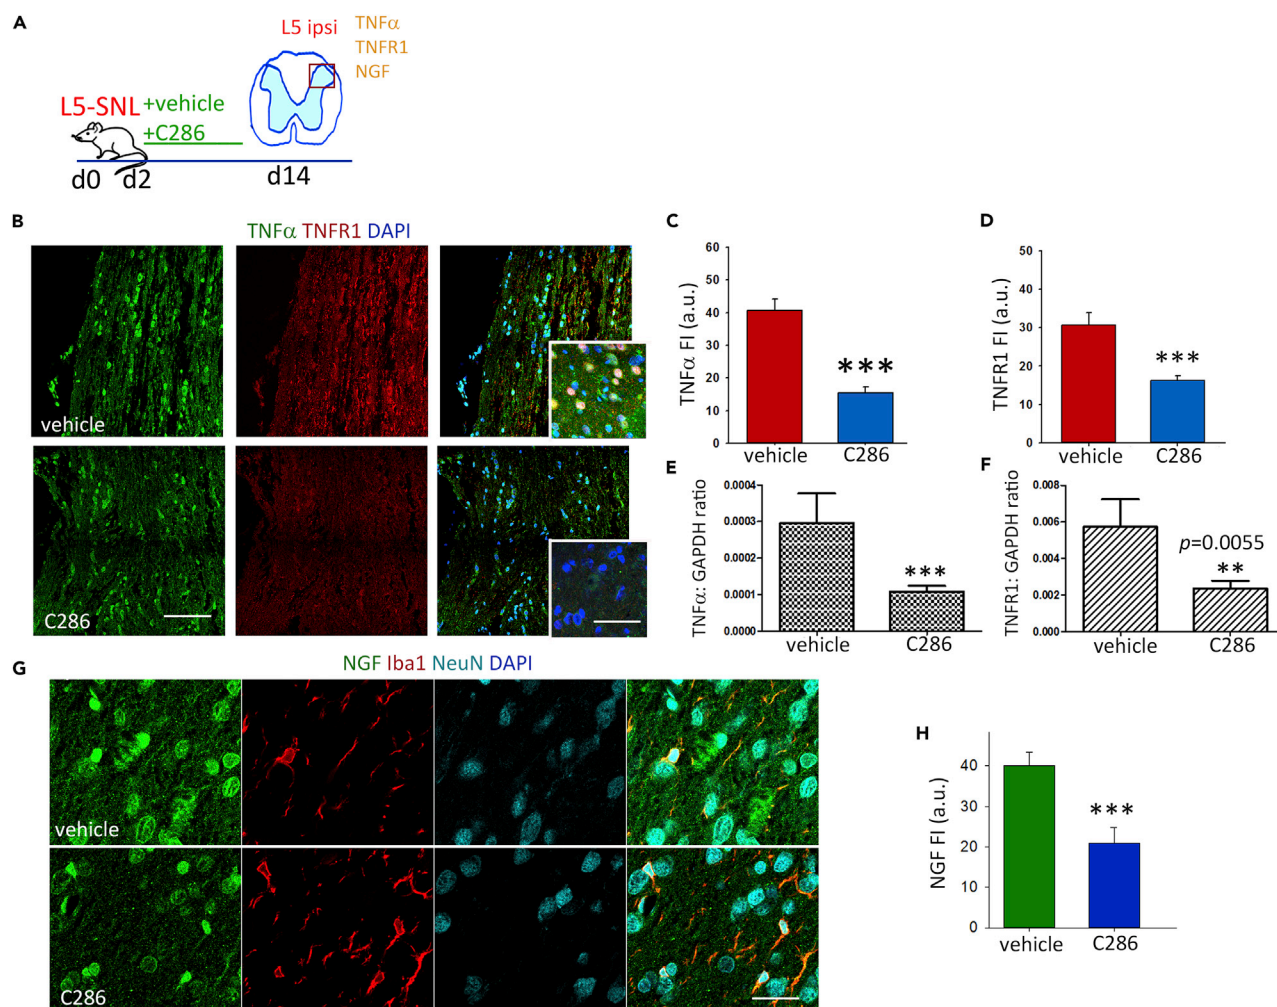 A
L5 ipsi
TNFα
TNFR1
NGF
L5-SNL
+vehicle
+C286
d0 d2 d14
B
TNFα TNFR1 DAPI
vehicle
C286
C
TNFα FI (a.u.)
60
50
40
30
20
10
0
***
vehicle C286
D
TNFR1 FI (a.u.)
50
40
30
20
10
0
***
vehicle C286
E
TNFα: GAPDH ratio
0.0004
0.0003
0.0002
0.0001
0.0000
***
vehicle C286
F
TNFR1: GAPDH ratio
0.008
0.006
0.004
0.002
0.000
p=0.0055
**
vehicle C286
G
NGF Iba1 NeuN DAPI
vehicle
C286
H
NGF FI (a.u.)
40
30
20
10
0
***
vehicle C286